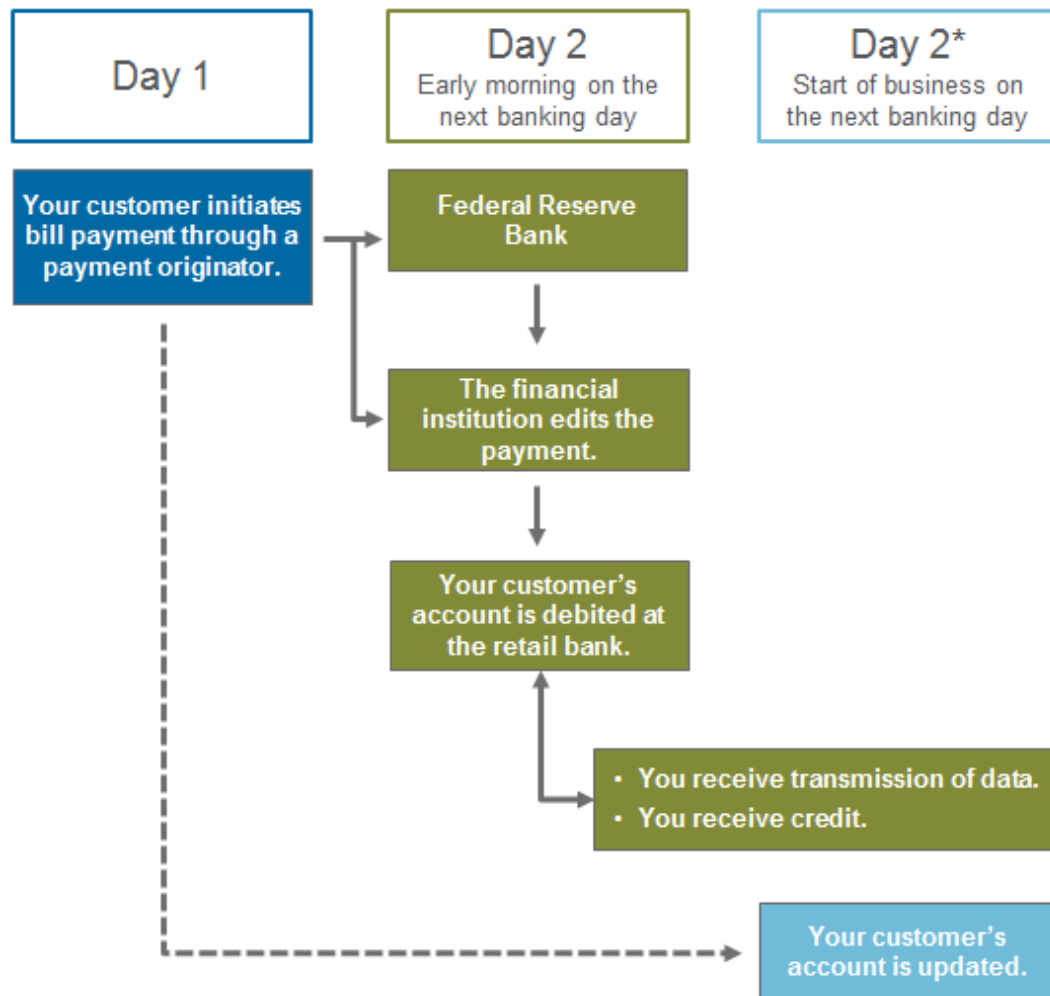 Day 1
Day 2
Early morning on the
next banking day
Day 2*
Start of business on
the next banking day
Your customer initiates
bill payment through a
payment originator.
Federal Reserve
Bank
The financial
institution edits the
payment.
Your customer’s
account is debited at
the retail bank.
• You receive transmission of data.
• You receive credit.
Your customer’s
account is updated.